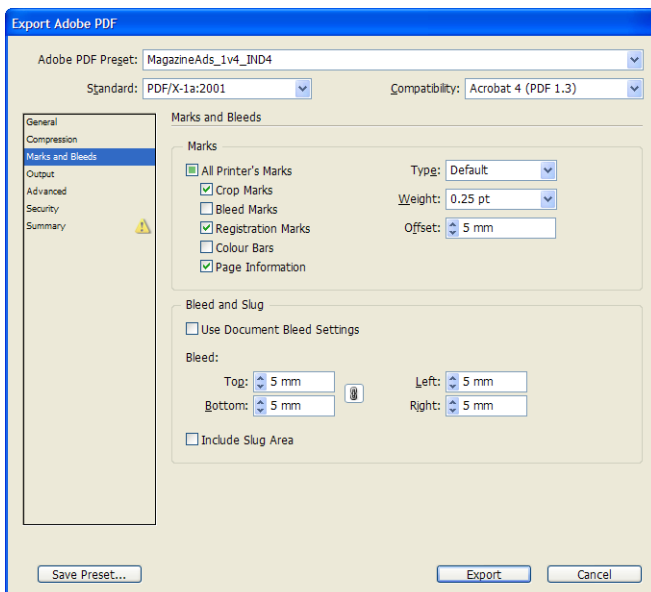 Export Adobe PDF
Adobe PDF Preset: MagazineAds_1v4_IND4
Standard: PDF/X-1a:2001 Compatibility: Acrobat 4 (PDF 1.3)
General
Compression
Marks and Bleeds
Output
Advanced
Security
Summary
Marks and Bleeds
Marks
All Printer's Marks Type: Default
Crop Marks Weight: 0.25 pt
Bleed Marks
Registration Marks Offset: 5 mm
Colour Bars
Page Information
Bleed and Slug
Use Document Bleed Settings
Bleed:
Top: 5 mm Left: 5 mm
Bottom: 5 mm Right: 5 mm
Include Slug Area
Save Preset... Export Cancel